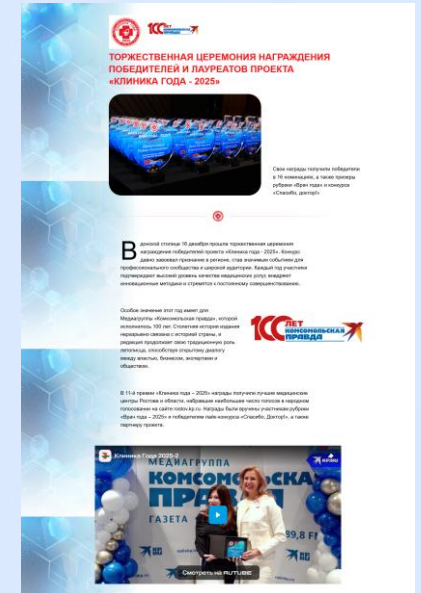 100 ЛЕТ КОМСОМОЛЬСКАЯ ПРАВДА
ТОРЖЕСТВЕННАЯ ЦЕРЕМОНИЯ НАГРАЖДЕНИЯ
ПОБЕДИТЕЛЕЙ И ЛАУРЕАТОВ ПРОЕКТА
«КЛИНИКА ГОДА - 2025»
Свои награды получили победители
в 16 номинациях, а также призеры
рубрики «Врач года» и конкурса
«Спасибо, доктор!»
В донской столице 16 декабря прошла торжественная церемония
награждения победителей проекта «Клиника года - 2025». Конкурс
давно завоевал признание в регионе, став значимым событием для
профессионального сообщества и широкой аудитории. Каждый год участники
подтверждают высокий уровень качества медицинских услуг, внедряют
инновационные методики и стремятся к постоянному совершенствованию.
Особое значение этот год имеет для
Медиагруппы «Комсомольская правда», которой
исполнилось 100 лет. Столетняя история издания
неразрывно связана с историей страны, и
редакция продолжает свою традиционную роль
летописца, способствуя открытому диалогу
между властью, бизнесом, экспертами и
обществом.
100 ЛЕТ
КОМСОМОЛЬСКАЯ
ПРАВДА
В 11-й премии «Клиника года – 2025» награды получили лучшие медицинские
центры Ростова и области, набравшие наибольшее число голосов в народном
голосовании на сайте rostov.kp.ru. Награды были вручены участникам рубрики
«Врач года – 2025» и победителям лайк-конкурса «Спасибо, Доктор!», а также
партнеру проекта.
Клиника Года 2025-2
МЕДИАГРУППА
КОМСОМОЛЬСКА
ПРАВДА
ГАЗЕТА
89,8 FM
Смотреть на RUTUBE